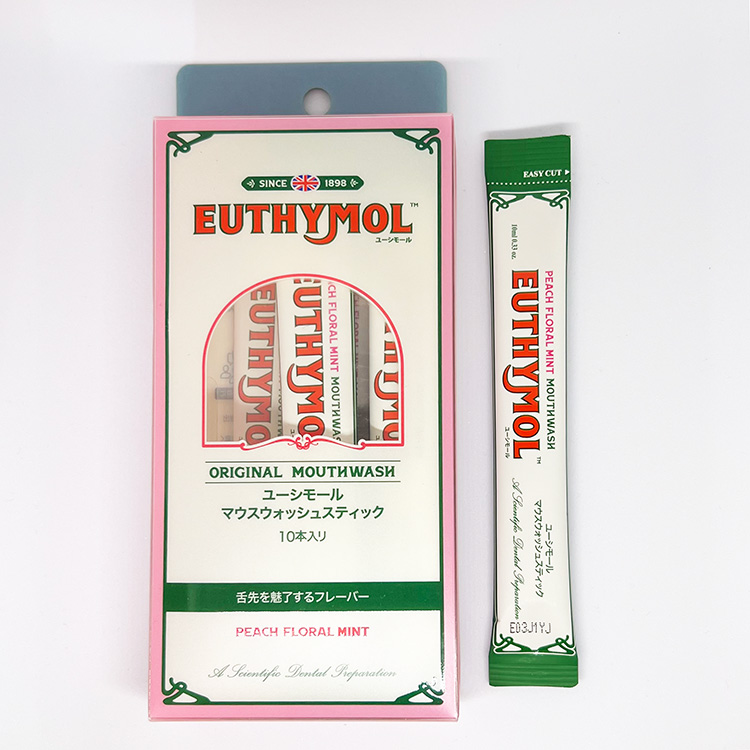 SINCE 1898
EUTHYMOL™
ユーシモール
EUTHYMOL
PEACH FLORAL MINT MOUTHWASH
EUTHYMOL
ORIGINAL MOUTHWASH
ユーシモール
マウスウォッシュスティック
10本入り
舌先を魅了するフレーバー
PEACH FLORAL MINT
A Scientific Dental Preparation
EASY CUT
10ml 0.33 oz.
PEACH FLORAL MINT MOUTHWASH
EUTHYMOL™
ユーシモール
ユーシモール
マウスウォッシュスティック
A Scientific Dental Preparation
E03J1YJ